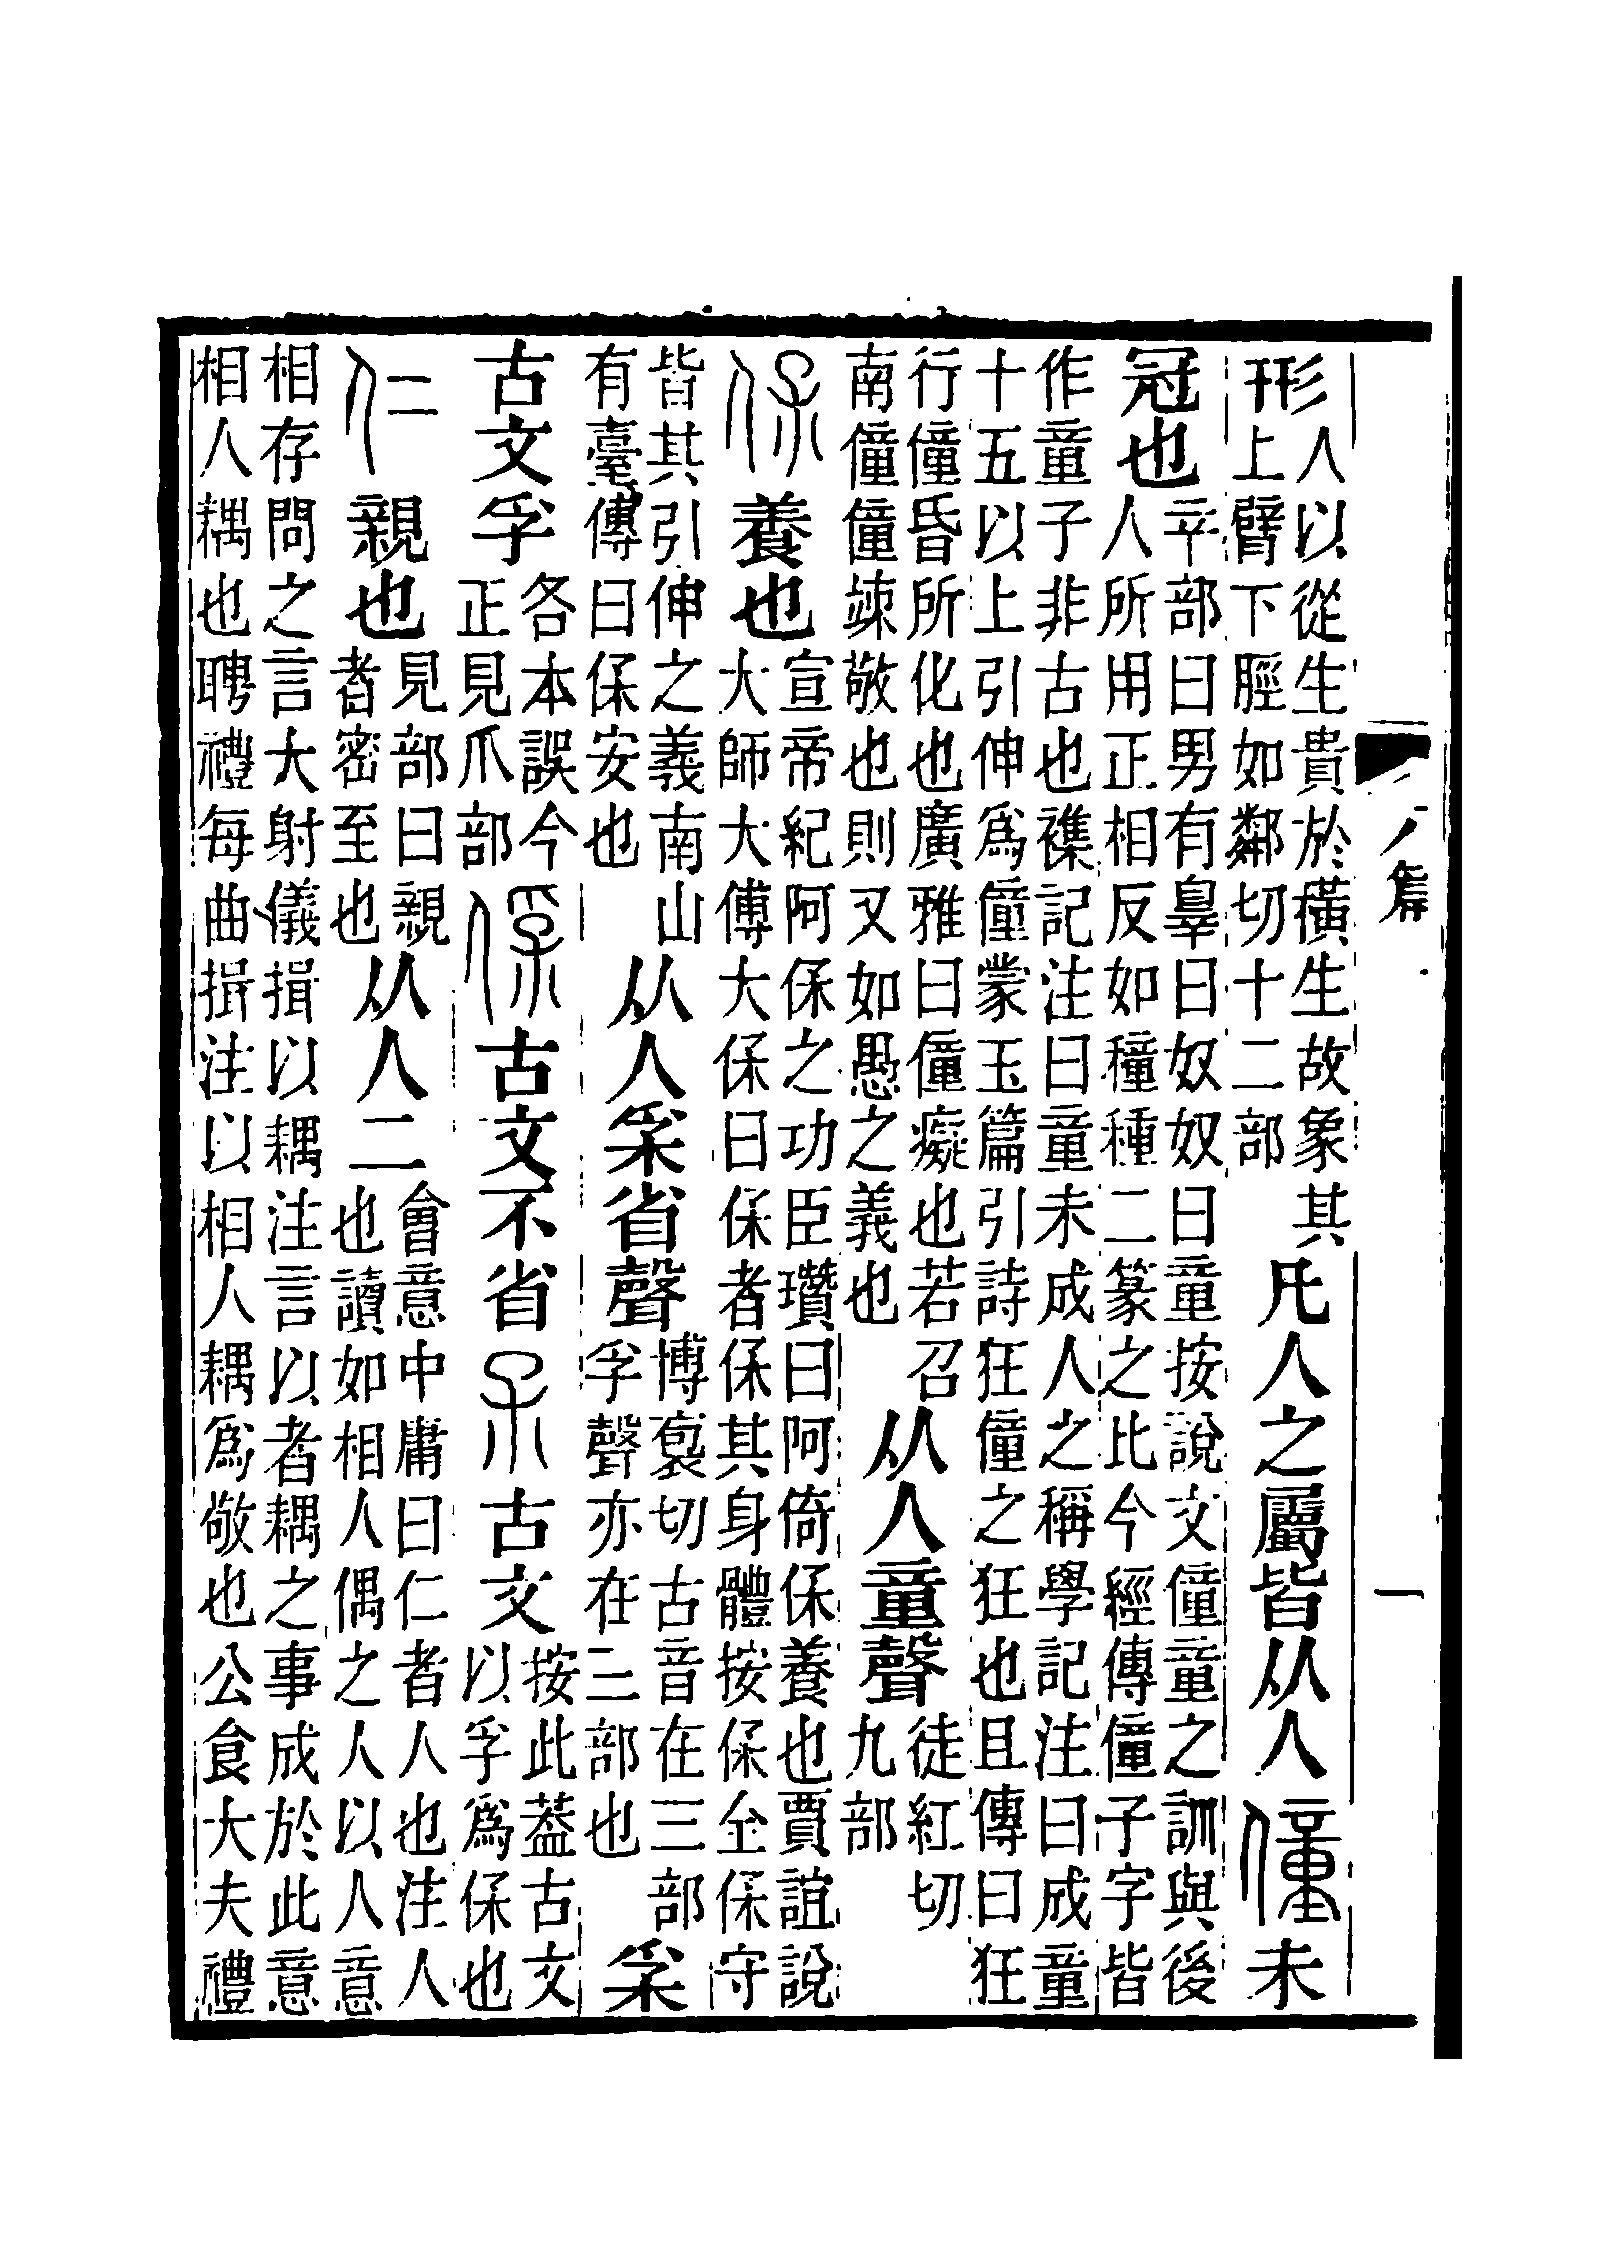 形人以從生貴於橫生故象其上臂下脛如鄰切十二部凡人之屬皆从人僮未
冠也䇂部曰男有辠曰奴奴曰童按說文僮童之訓與後人所用正相反如穜種二篆之比今經傳僮子字皆
作童子非古也襍記注曰童未成人之稱學記注曰成童十五以上引伸爲僮蒙玉篇引詩狂僮之狂也且傳曰狂
行僮昏所化也廣雅曰僮癡也若召南僮僮竦敬也則又如愚之義也从人童聲徒紅切九部
保養也宣帝紀阿保之功臣瓚曰阿倚保養也賈誼說大師大傅大保曰保保者保其身體按保全保守
皆其引伸之義南山有臺傳曰保安也从人𤓽省聲博袌切古音在三部孚聲亦在三部也𤓽
古文孚各本誤今正見爪部𠌖古文不省𣎼古文按此葢古文以孚爲保也
仁親也見部曰親者密至也从人二會意中庸曰仁者人也注人也讀如相人偶之人以人意
相存問之言大射儀揖以耦注言以者耦之事成於此意相人耦也聘禮每曲揖注以相人耦爲敬也公食大夫禮
一